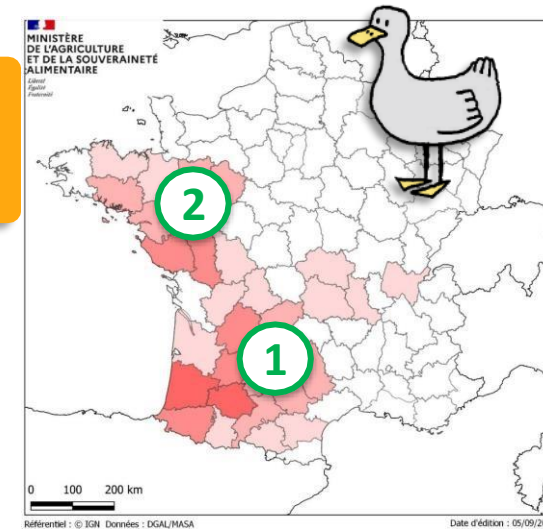 MINISTÈRE
DE L'AGRICULTURE
ET DE LA SOUVERAINETÉ
ALIMENTAIRE
Liberté
Égalité
Fraternité
2
1
0 100 200 km
Référentiel : © IGN Données : DGAL/MASA Date d'édition : 05/09/2